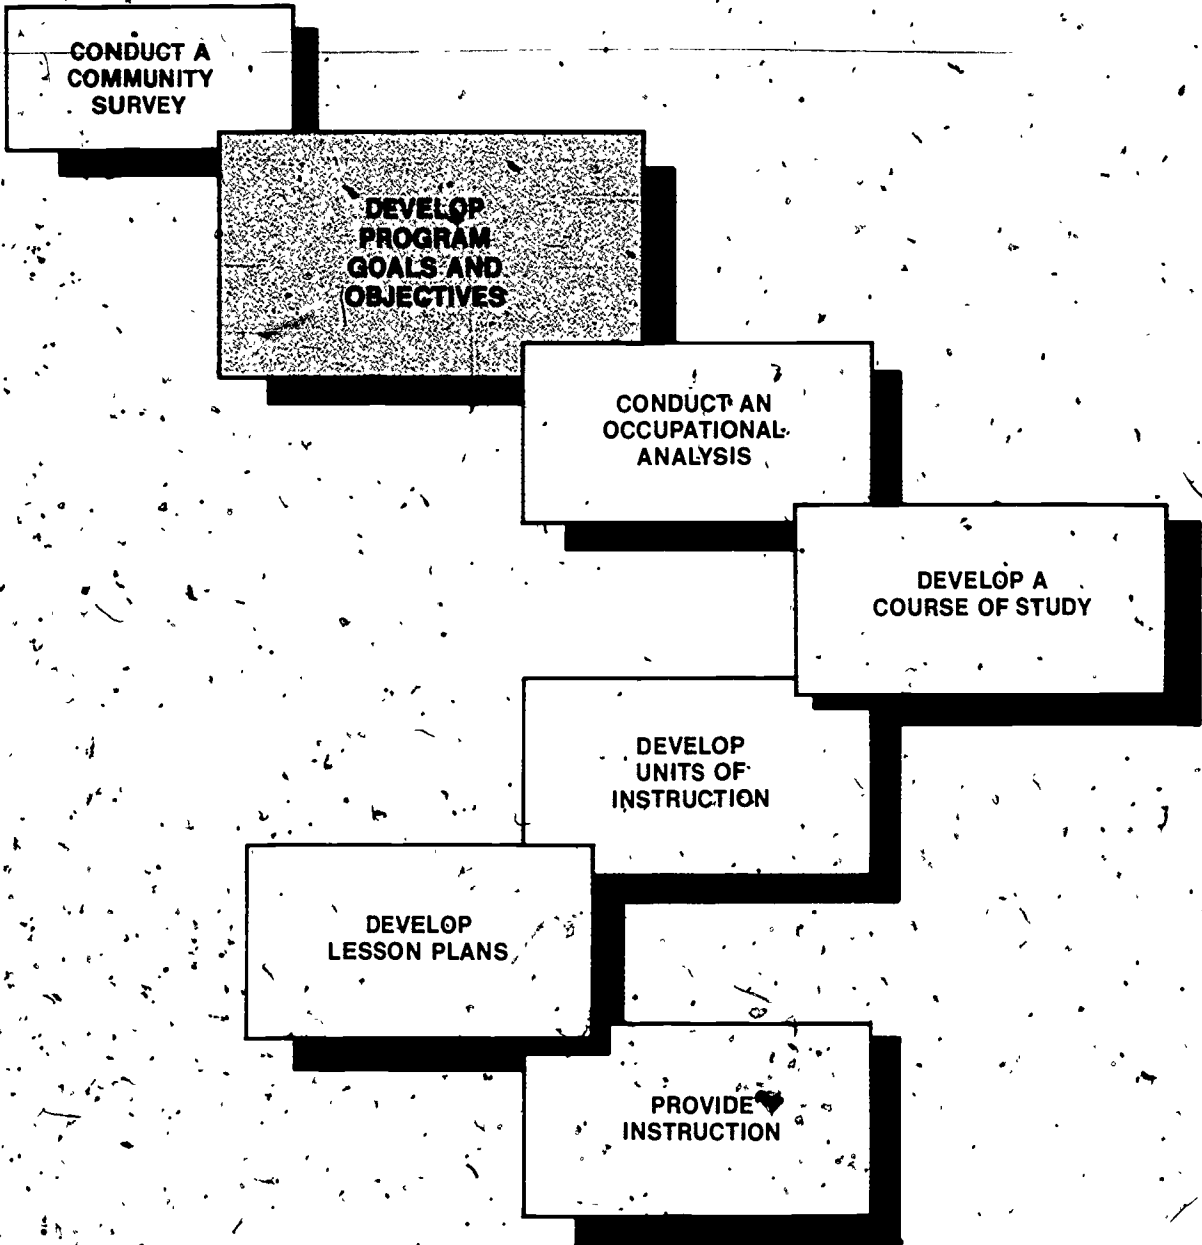 CONDUCT A
COMMUNITY
SURVEY
DEVELOP
PROGRAM
GOALS AND
OBJECTIVES
CONDUCT AN
OCCUPATIONAL
ANALYSIS
DEVELOP A
COURSE OF STUDY
DEVELOP
UNITS OF
INSTRUCTION
DEVELOP
LESSON PLANS
PROVIDE
INSTRUCTION